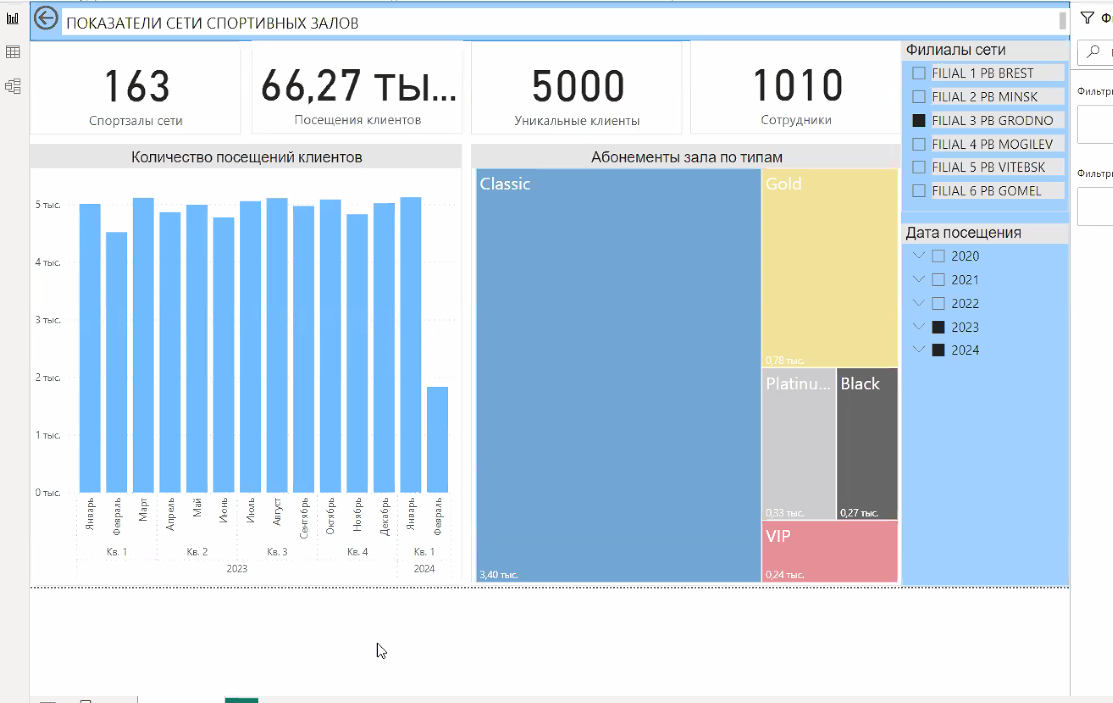 ПОКАЗАТЕЛИ СЕТИ СПОРТИВНЫХ ЗАЛОВ
163
Спортзалы сети
66,27 ты...
Посещения клиентов
5000
Уникальные клиенты
1010
Сотрудники
Количество посещений клиентов
5 тыс.
4 тыс.
3 тыс.
2 тыс.
1 тыс.
0 тыс.
Январь
Февраль
Март
Апрель
Май
Июнь
Июль
Август
Сентябрь
Октябрь
Ноябрь
Декабрь
Январь
Февраль
Кв. 1
Кв. 2
Кв. 3
Кв. 4
Кв. 1
2023
2024
Абонементы зала по типам
Classic
3,40 тыс.
Gold
0,78 тыс.
Platinu...
0,33 тыс.
Black
0,27 тыс.
VIP
0,24 тыс.
Филиалы сети
FILIAL 1 PB BREST
FILIAL 2 PB MINSK
FILIAL 3 PB GRODNO
FILIAL 4 PB MOGILEV
FILIAL 5 PB VITEBSK
FILIAL 6 PB GOMEL
Дата посещения
2020
2021
2022
2023
2024
Фильтр
Фильтр